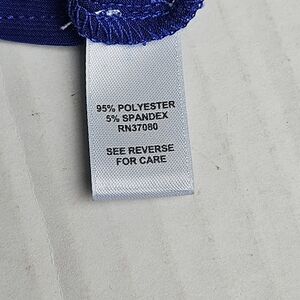 95% POLYESTER
5% SPANDEX
RN37080
SEE REVERSE
FOR CARE